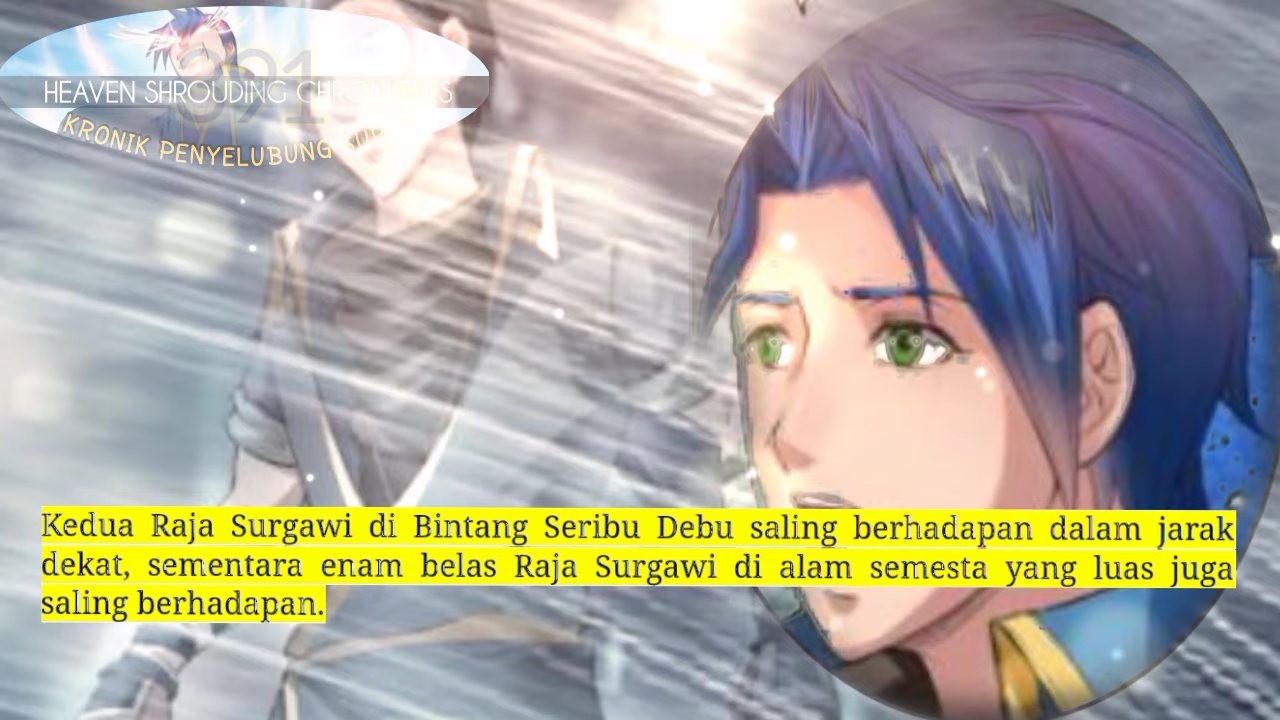 391
HEAVEN SHROUDING CHRONICLES
KRONIK PENYELUBUNG
Kedua Raja Surgawi di Bintang Seribu Debu saling berhadapan dalam jarak
dekat, sementara enam belas Raja Surgawi di alam semesta yang luas juga
saling berhadapan.